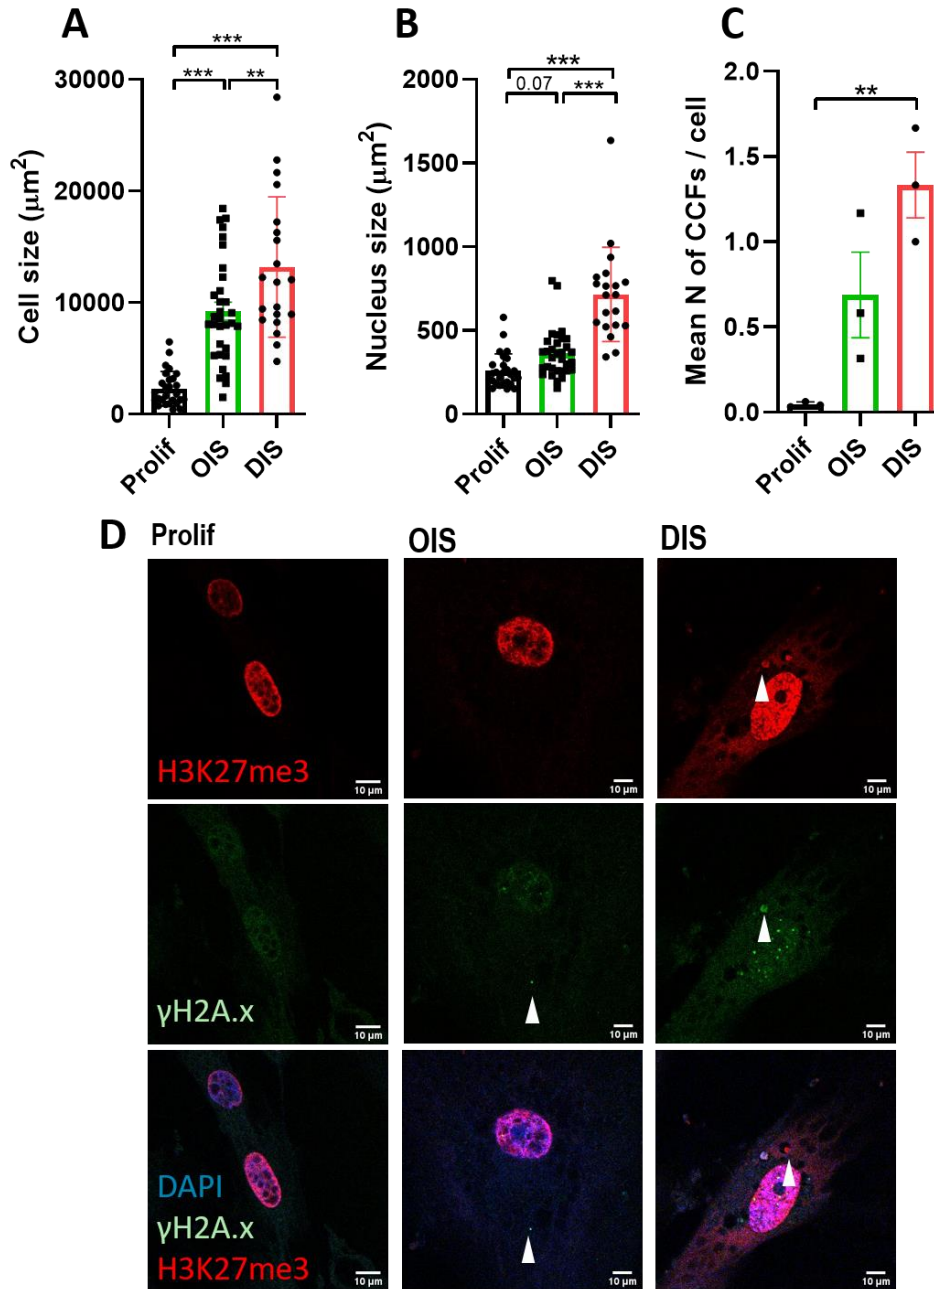 A
***
***
**
30000
20000
10000
0
Cell size (μm²)
Prolif
OIS
DIS
B
***
0.07
***
2000
1500
1000
500
0
Nucleus size (μm²)
Prolif
OIS
DIS
C
**
2.0
1.5
1.0
0.5
0.0
Mean N of CCFs / cell
Prolif
OIS
DIS
D
Prolif
OIS
DIS
H3K27me3
10 μm
10 μm
10 μm
γH2A.x
10 μm
10 μm
10 μm
DAPI
γH2A.x
H3K27me3
10 μm
10 μm
10 μm